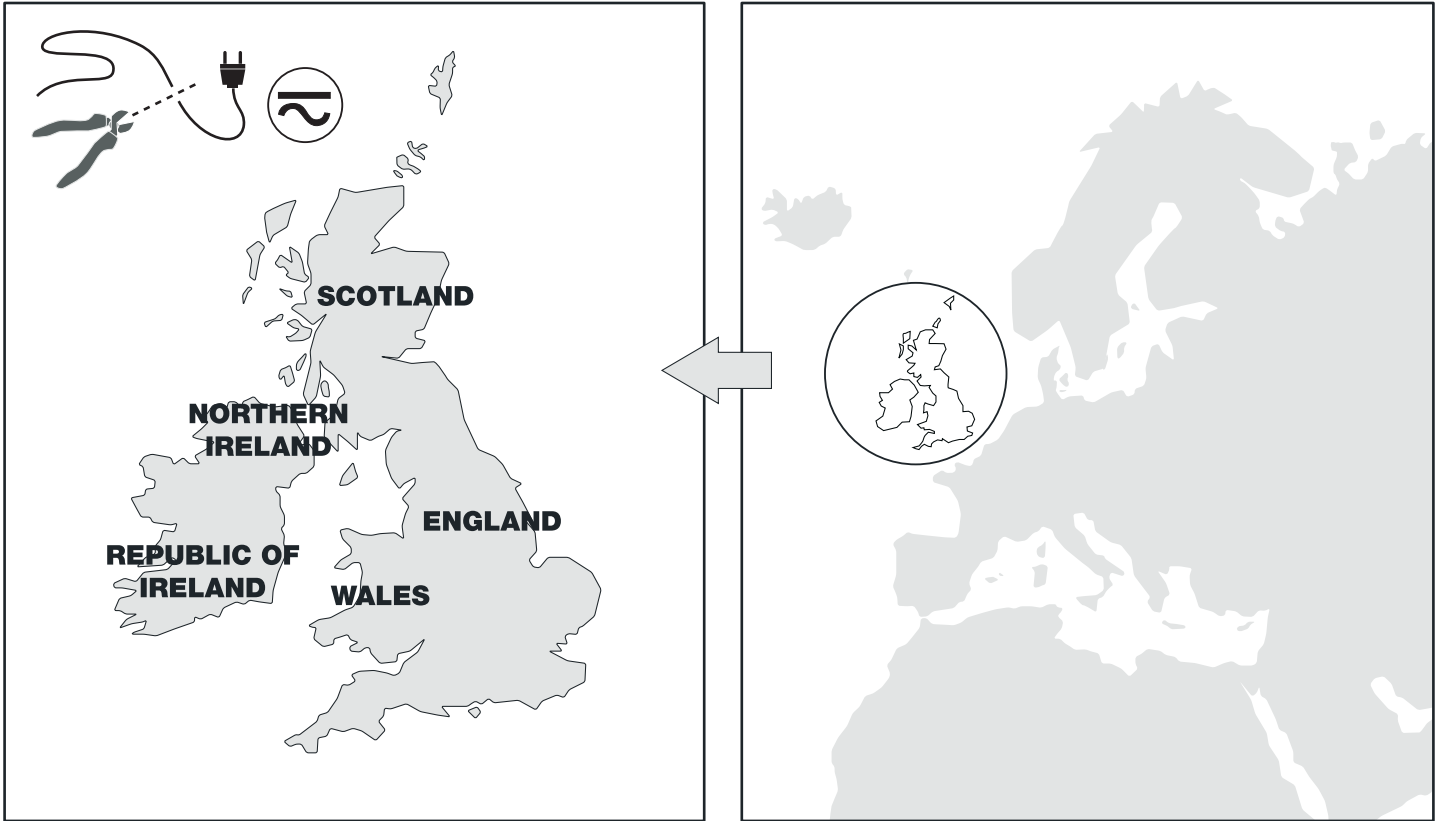 SCOTLAND
NORTHERN
IRELAND
ENGLAND
REPUBLIC OF
IRELAND
WALES